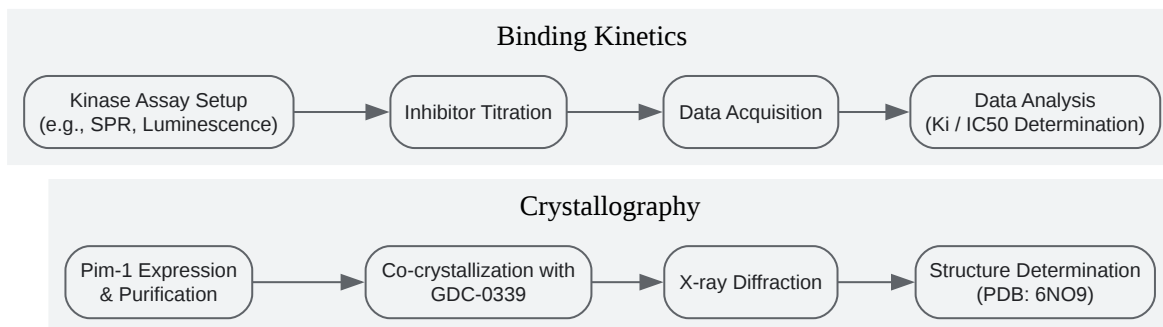 Binding Kinetics
Kinase Assay Setup
(e.g., SPR, Luminescence)
Inhibitor Titration
Data Acquisition
Data Analysis
(Ki / IC50 Determination)
Crystallography
Pim-1 Expression
& Purification
Co-crystallization with
GDC-0339
X-ray Diffraction
Structure Determination
(PDB: 6NO9)